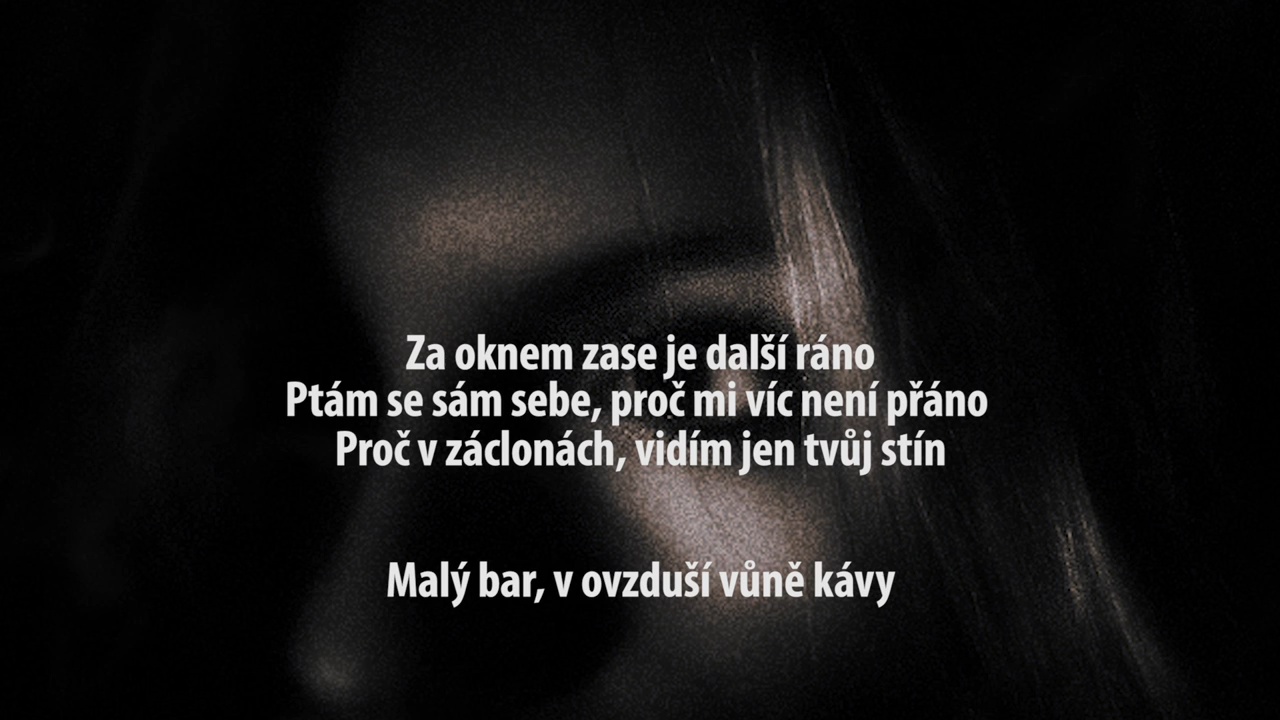 Za oknem zase je další ráno
Ptám se sám sebe, proč mi víc není přáno
Proč v záclonách, vidím jen tvůj stín
Malý bar, v ovzduší vůně kávy